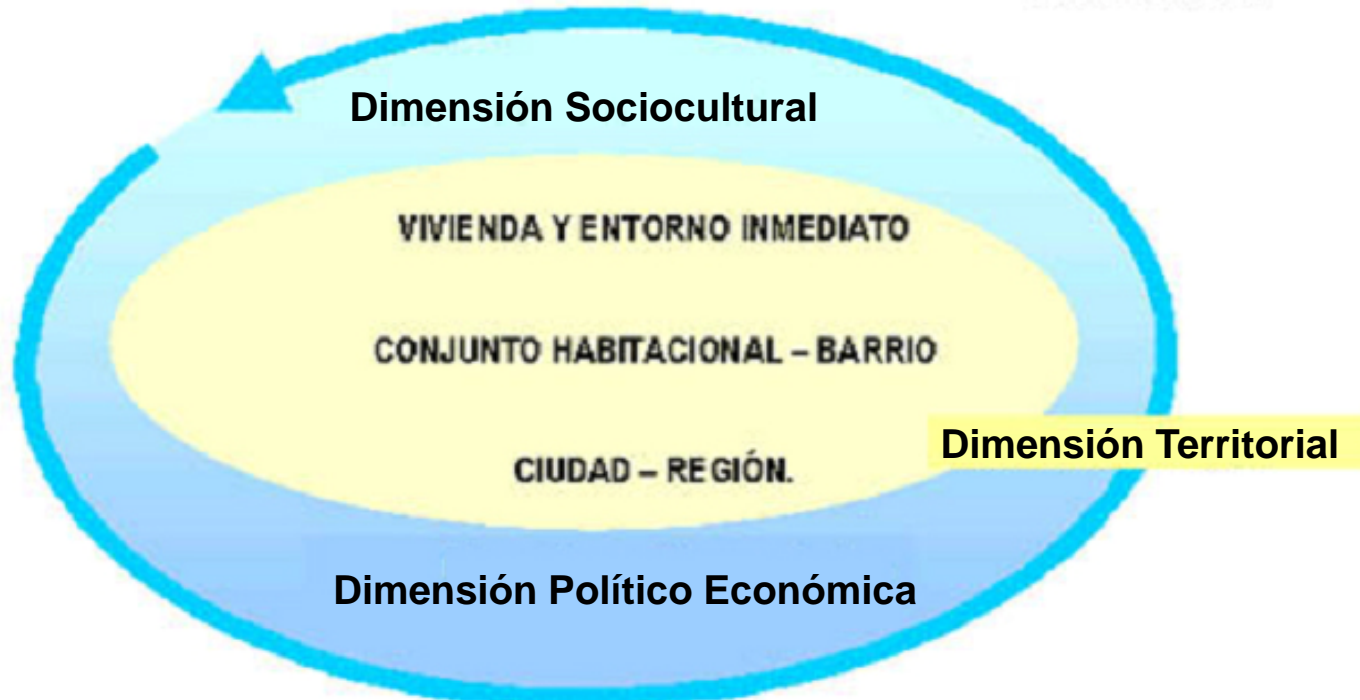 Dimensión Sociocultural
VIVIENDA Y ENTORNO INMEDIATO
CONJUNTO HABITACIONAL – BARRIO
Dimensión Territorial
CIUDAD – REGIÓN.
Dimensión Político Económica